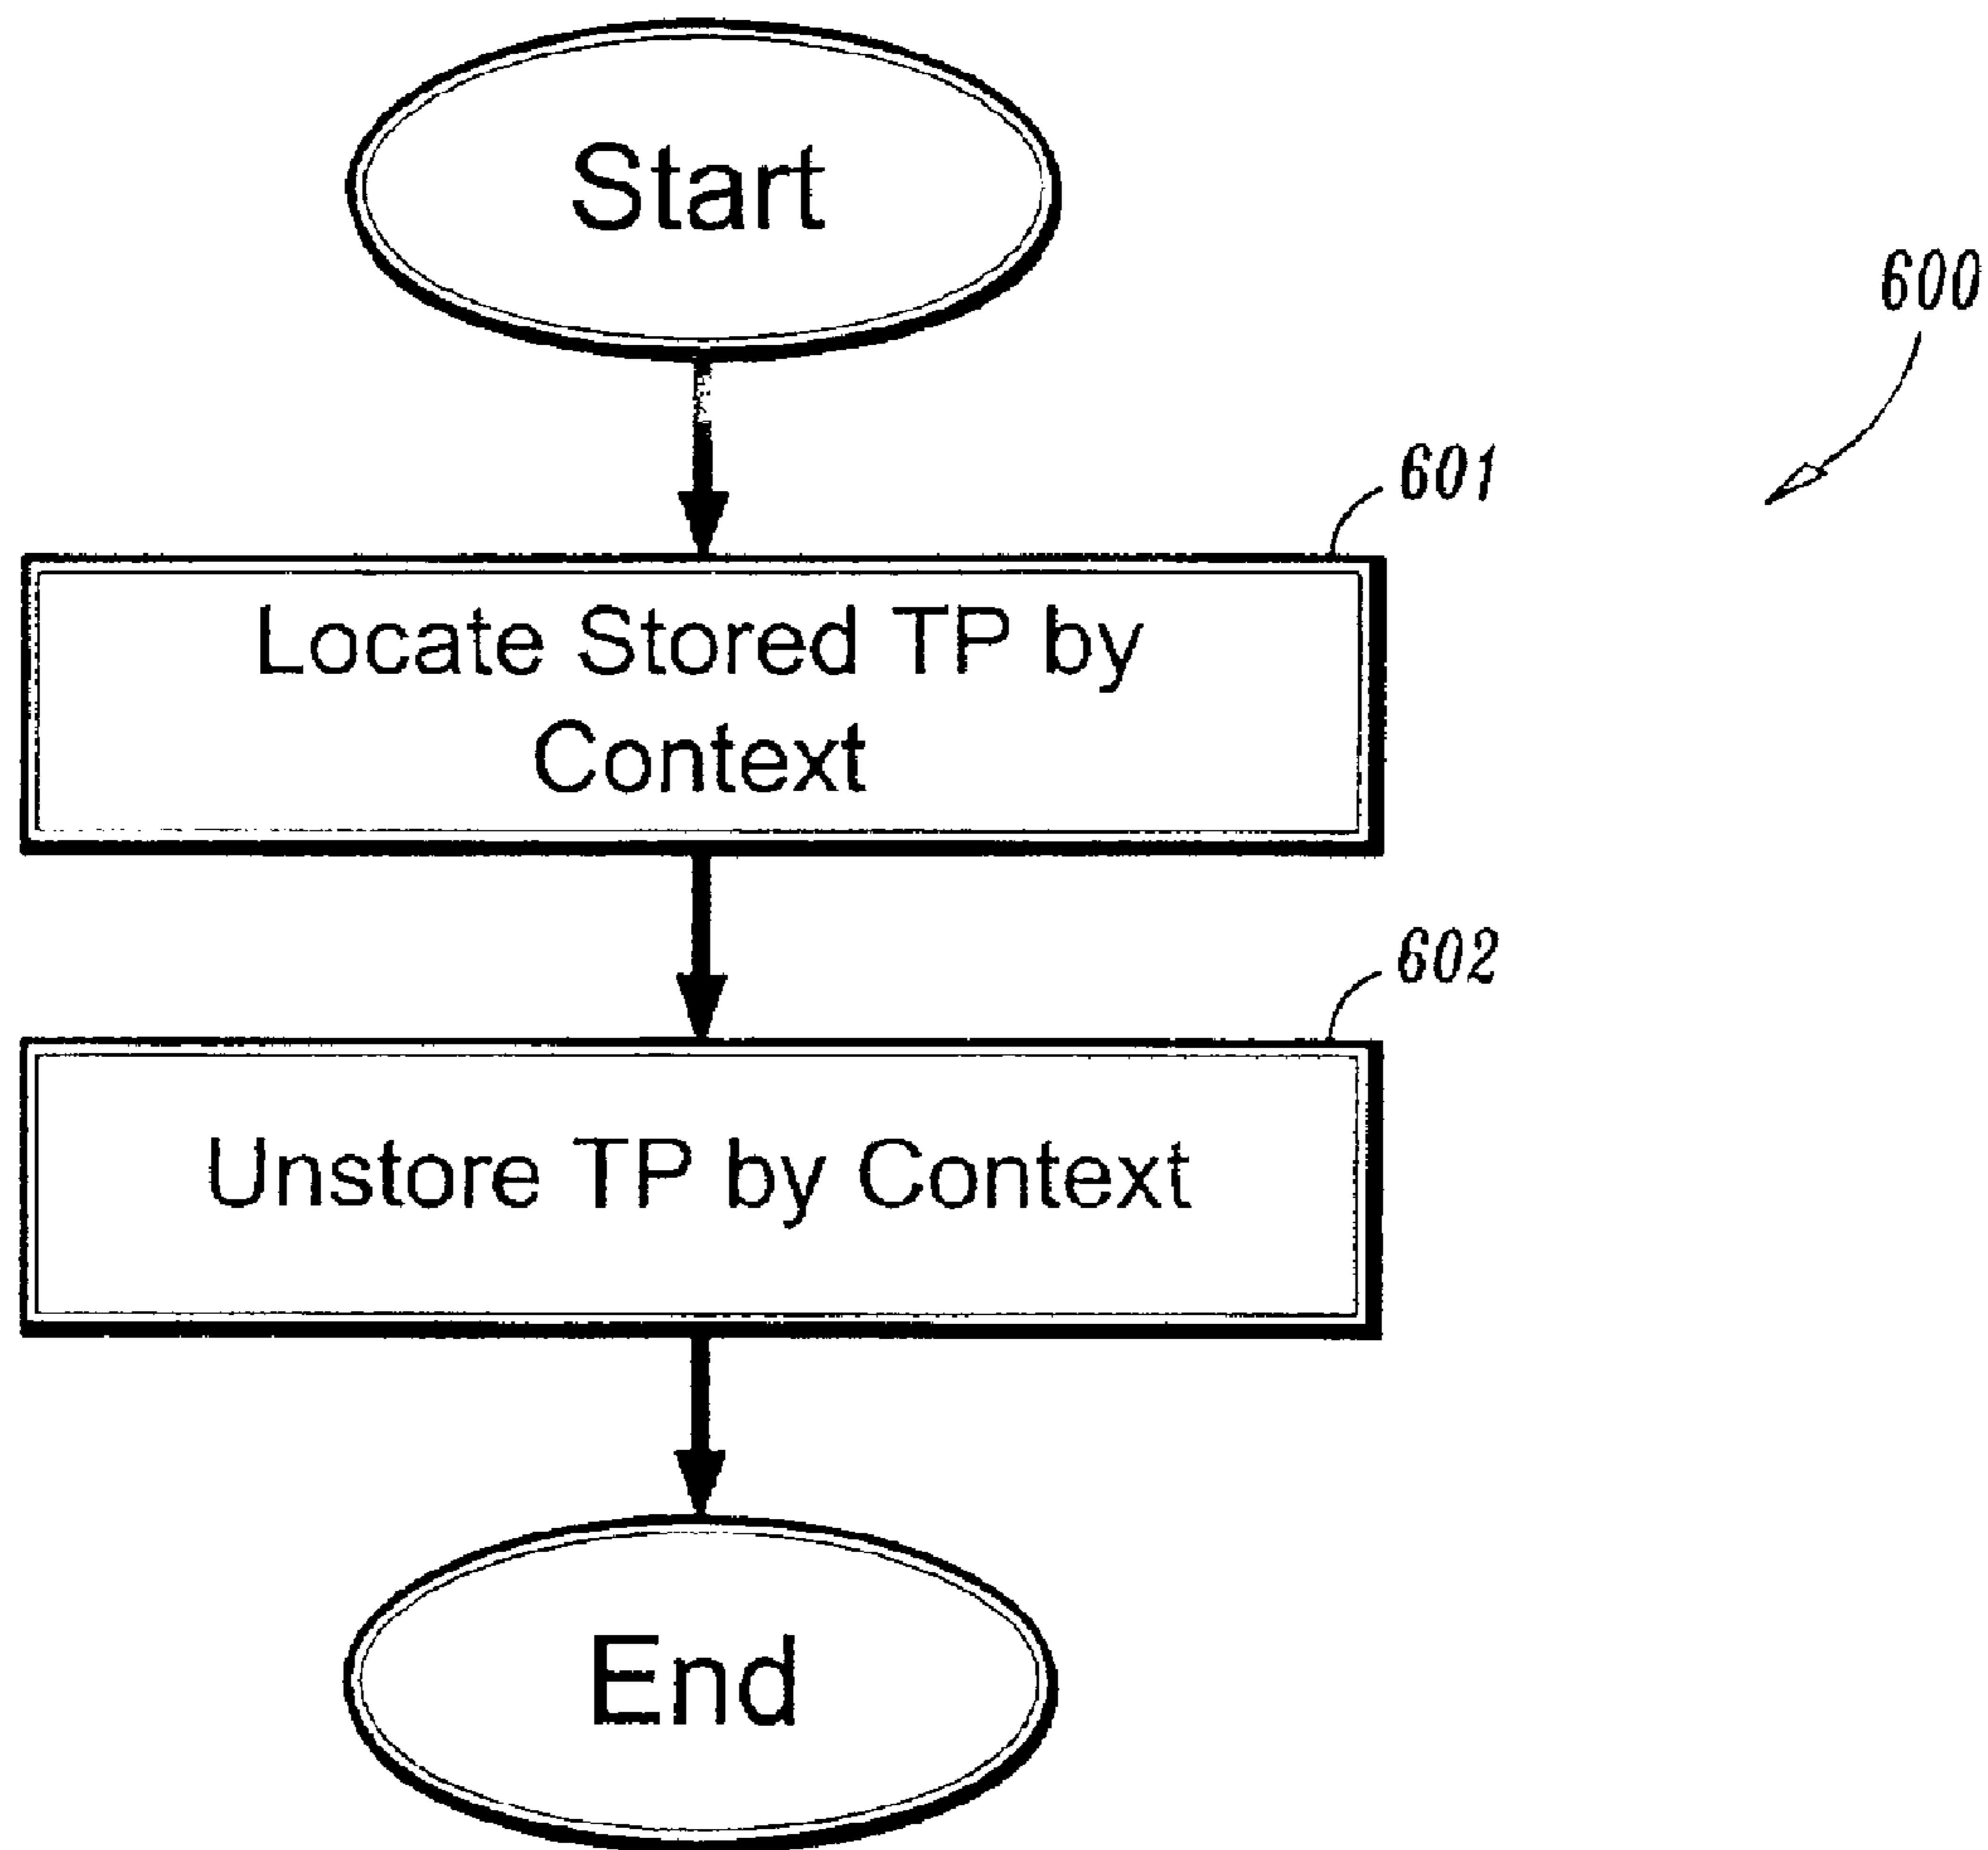 Start
600
601
Locate Stored TP by
Context
602
Unstore TP by Context
End